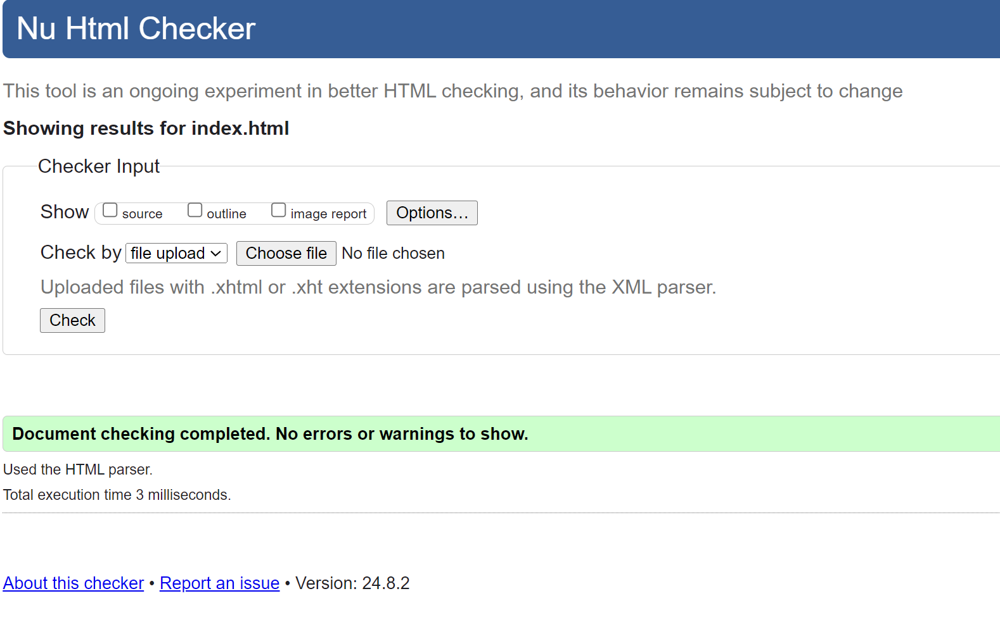 Nu Html Checker
This tool is an ongoing experiment in better HTML checking, and its behavior remains subject to change
Showing results for index.html
Checker Input
Show source outline image report Options...
Check by file upload Choose file No file chosen
Uploaded files with .xhtml or .xht extensions are parsed using the XML parser.
Check
Document checking completed. No errors or warnings to show.
Used the HTML parser.
Total execution time 3 milliseconds.
About this checker • Report an issue • Version: 24.8.2